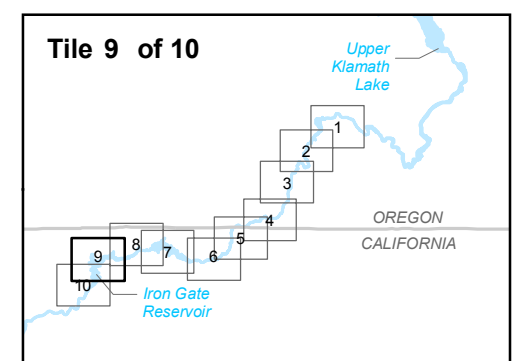 Tile 9 of 10
Upper
Klamath
Lake
1
2
3
4
5
6
7
8
9
10
OREGON
CALIFORNIA
Iron Gate
Reservoir